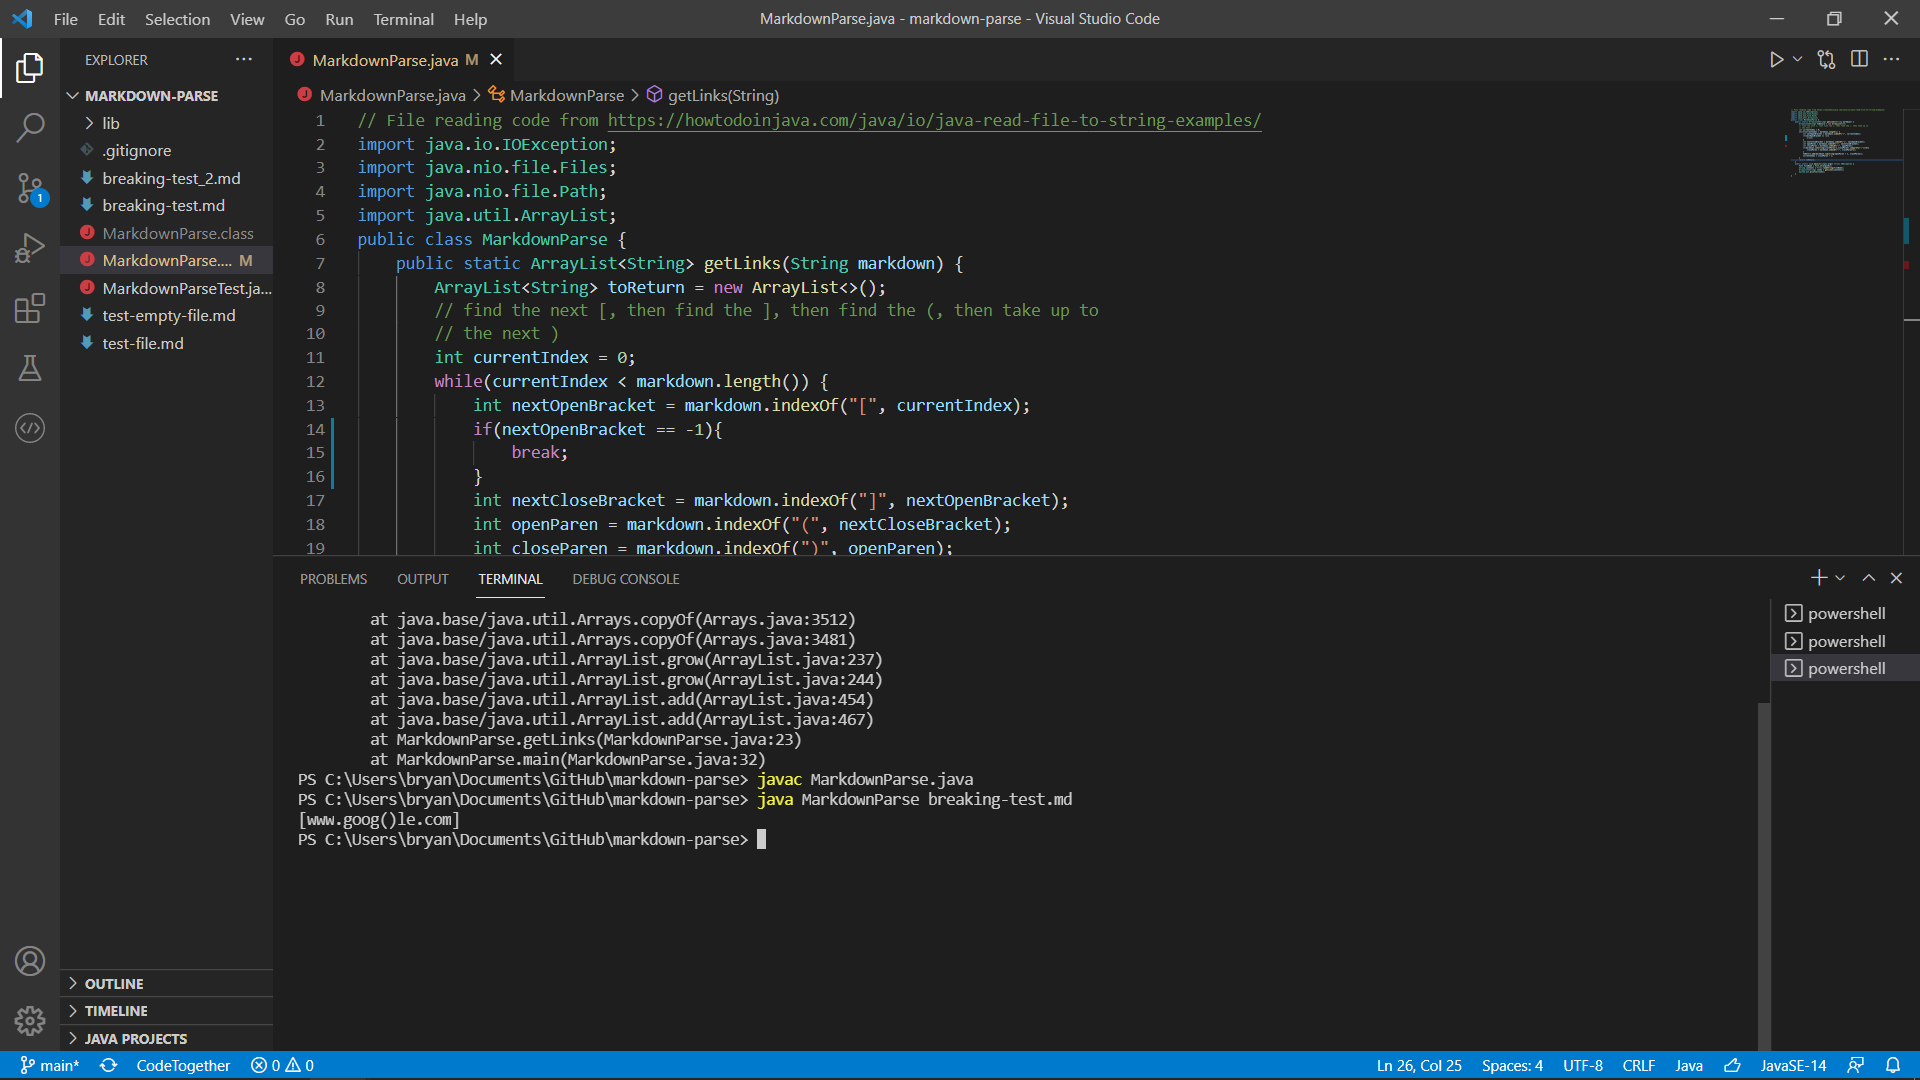 File Edit Selection View Go Run Terminal Help
MarkdownParse.java - markdown-parse - Visual Studio Code
EXPLORER
MARKDOWN-PARSE
lib
.gitignore
breaking-test_2.md
breaking-test.md
MarkdownParse.class
MarkdownParse.... M
MarkdownParseTest.ja...
test-empty-file.md
test-file.md
OUTLINE
TIMELINE
JAVA PROJECTS
1
MarkdownParse.java M
MarkdownParse.java > MarkdownParse > getLinks(String)
1 // File reading code from https://howtodoinjava.com/java/io/java-read-file-to-string-examples/
2 import java.io.IOException;
3 import java.nio.file.Files;
4 import java.nio.file.Path;
5 import java.util.ArrayList;
6 public class MarkdownParse {
7 public static ArrayList<String> getLinks(String markdown) {
8 ArrayList<String> toReturn = new ArrayList<>();
9 // find the next [, then find the ], then find the (, then take up to
10 // the next )
11 int currentIndex = 0;
12 while(currentIndex < markdown.length()) {
13 int nextOpenBracket = markdown.indexOf("[", currentIndex);
14 if(nextOpenBracket == -1){
15 break;
16 }
17 int nextCloseBracket = markdown.indexOf("]", nextOpenBracket);
18 int openParen = markdown.indexOf("(", nextCloseBracket);
19 int closeParen = markdown.indexOf(")", openParen);
PROBLEMS OUTPUT TERMINAL DEBUG CONSOLE
at java.base/java.util.Arrays.copyOf(Arrays.java:3512)
at java.base/java.util.Arrays.copyOf(Arrays.java:3481)
at java.base/java.util.ArrayList.grow(ArrayList.java:237)
at java.base/java.util.ArrayList.grow(ArrayList.java:244)
at java.base/java.util.ArrayList.add(ArrayList.java:454)
at java.base/java.util.ArrayList.add(ArrayList.java:467)
at MarkdownParse.getLinks(MarkdownParse.java:23)
at MarkdownParse.main(MarkdownParse.java:32)
PS C:\Users\bryan\Documents\GitHub\markdown-parse> javac MarkdownParse.java
PS C:\Users\bryan\Documents\GitHub\markdown-parse> java MarkdownParse breaking-test.md
[www.goog()le.com]
PS C:\Users\bryan\Documents\GitHub\markdown-parse>
powershell
powershell
powershell
main* CodeTogether 0 0
Ln 26, Col 25 Spaces: 4 UTF-8 CRLF Java JavaSE-14